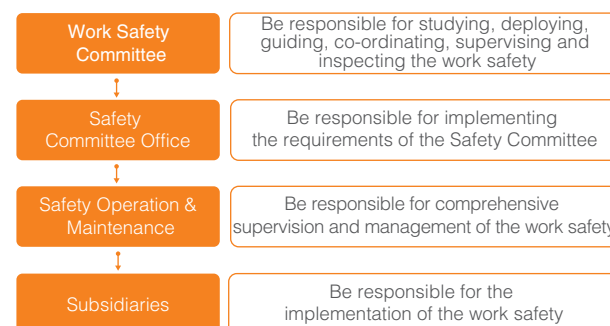 Work Safety
Committee
Be responsible for studying, deploying,
guiding, co-ordinating, supervising and
inspecting the work safety
Safety
Committee Office
Be responsible for implementing
the requirements of the Safety Committee
Safety Operation &
Maintenance
Be responsible for comprehensive
supervision and management of the work safety
Subsidiaries
Be responsible for the
implementation of the work safety